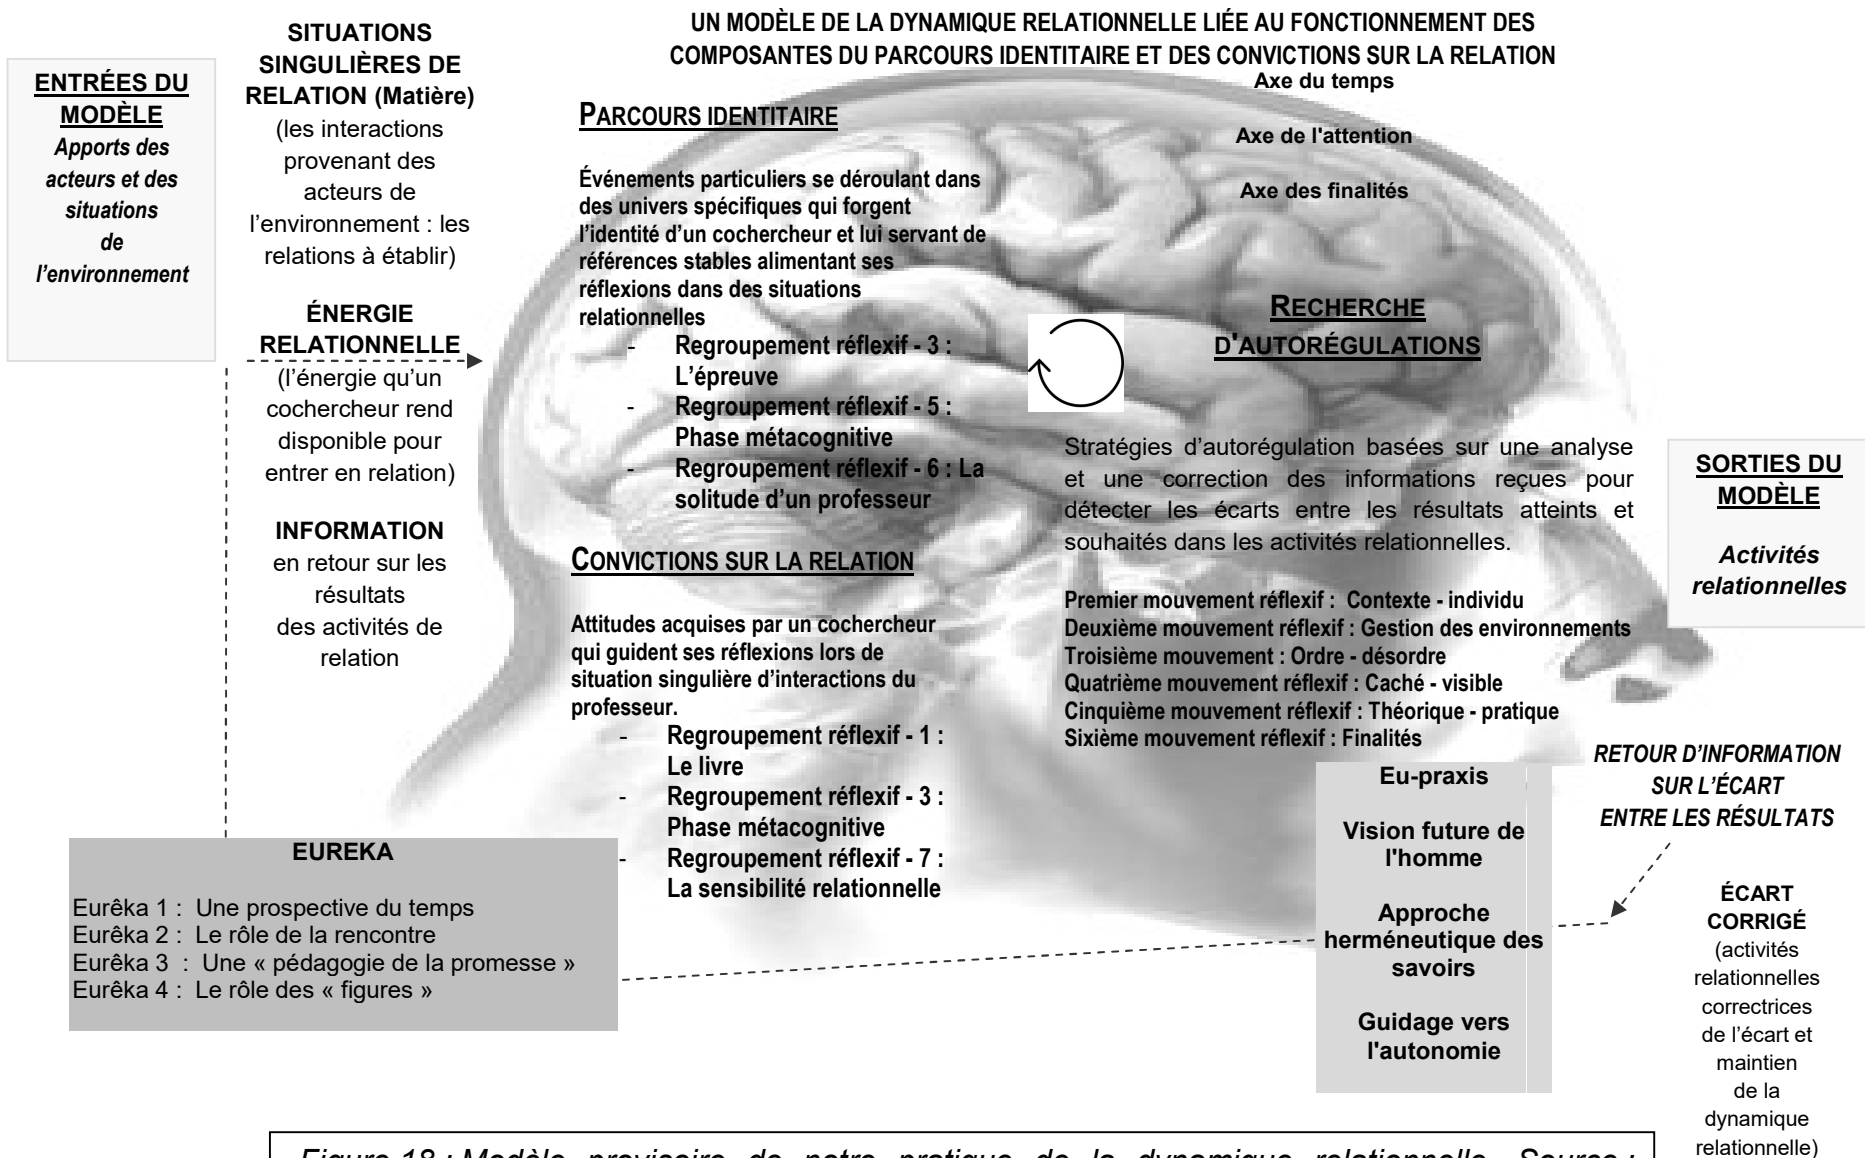 UN MODÈLE DE LA DYNAMIQUE RELATIONNELLE LIÉE AU FONCTIONNEMENT DES
COMPOSANTES DU PARCOURS IDENTITAIRE ET DES CONVICTIONS SUR LA RELATION
ENTRÉES DU
MODÈLE
Apports des
acteurs et des
situations
de
l’environnement
SITUATIONS
SINGULIÈRES DE
RELATION (Matière)
(les interactions
provenant des
acteurs de
l’environnement : les
relations à établir)
ÉNERGIE
RELATIONNELLE
(l’énergie qu’un
cochercheur rend
disponible pour
entrer en relation)
INFORMATION
en retour sur les
résultats
des activités de
relation
PARCOURS IDENTITAIRE
Événements particuliers se déroulant dans
des univers spécifiques qui forgent
l’identité d’un cochercheur et lui servant de
références stables alimentant ses
réflexions dans des situations
relationnelles
- Regroupement réflexif - 3 :
L’épreuve
- Regroupement réflexif - 5 :
Phase métacognitive
- Regroupement réflexif - 6 : La
solitude d’un professeur
CONVICTIONS SUR LA RELATION
Attitudes acquises par un cochercheur
qui guident ses réflexions lors de
situation singulière d’interactions du
professeur.
- Regroupement réflexif - 1 :
Le livre
- Regroupement réflexif - 3 :
Phase métacognitive
- Regroupement réflexif - 7 :
La sensibilité relationnelle
Axe du temps
Axe de l'attention
Axe des finalités
RECHERCHE
D'AUTORÉGULATIONS
Stratégies d’autorégulation basées sur une analyse
et une correction des informations reçues pour
détecter les écarts entre les résultats atteints et
souhaités dans les activités relationnelles.
Premier mouvement réflexif : Contexte - individu
Deuxième mouvement réflexif : Gestion des environnements
Troisième mouvement : Ordre - désordre
Quatrième mouvement réflexif : Caché - visible
Cinquième mouvement réflexif : Théorique - pratique
Sixième mouvement réflexif : Finalités
SORTIES DU
MODÈLE
Activités
relationnelles
Eu-praxis
Vision future de
l'homme
Approche
herméneutique des
savoirs
Guidage vers
l'autonomie
RETOUR D’INFORMATION
SUR L’ÉCART
ENTRE LES RÉSULTATS
ÉCART
CORRIGÉ
(activités
relationnelles
correctrices
de l’écart et
maintien
de la
dynamique
relationnelle)
EUREKA
Eurêka 1 : Une prospective du temps
Eurêka 2 : Le rôle de la rencontre
Eurêka 3 : Une « pédagogie de la promesse »
Eurêka 4 : Le rôle des « figures »
Figure 18 : Modèle provisoire de notre pratique de la dynamique relationnelle. Source :